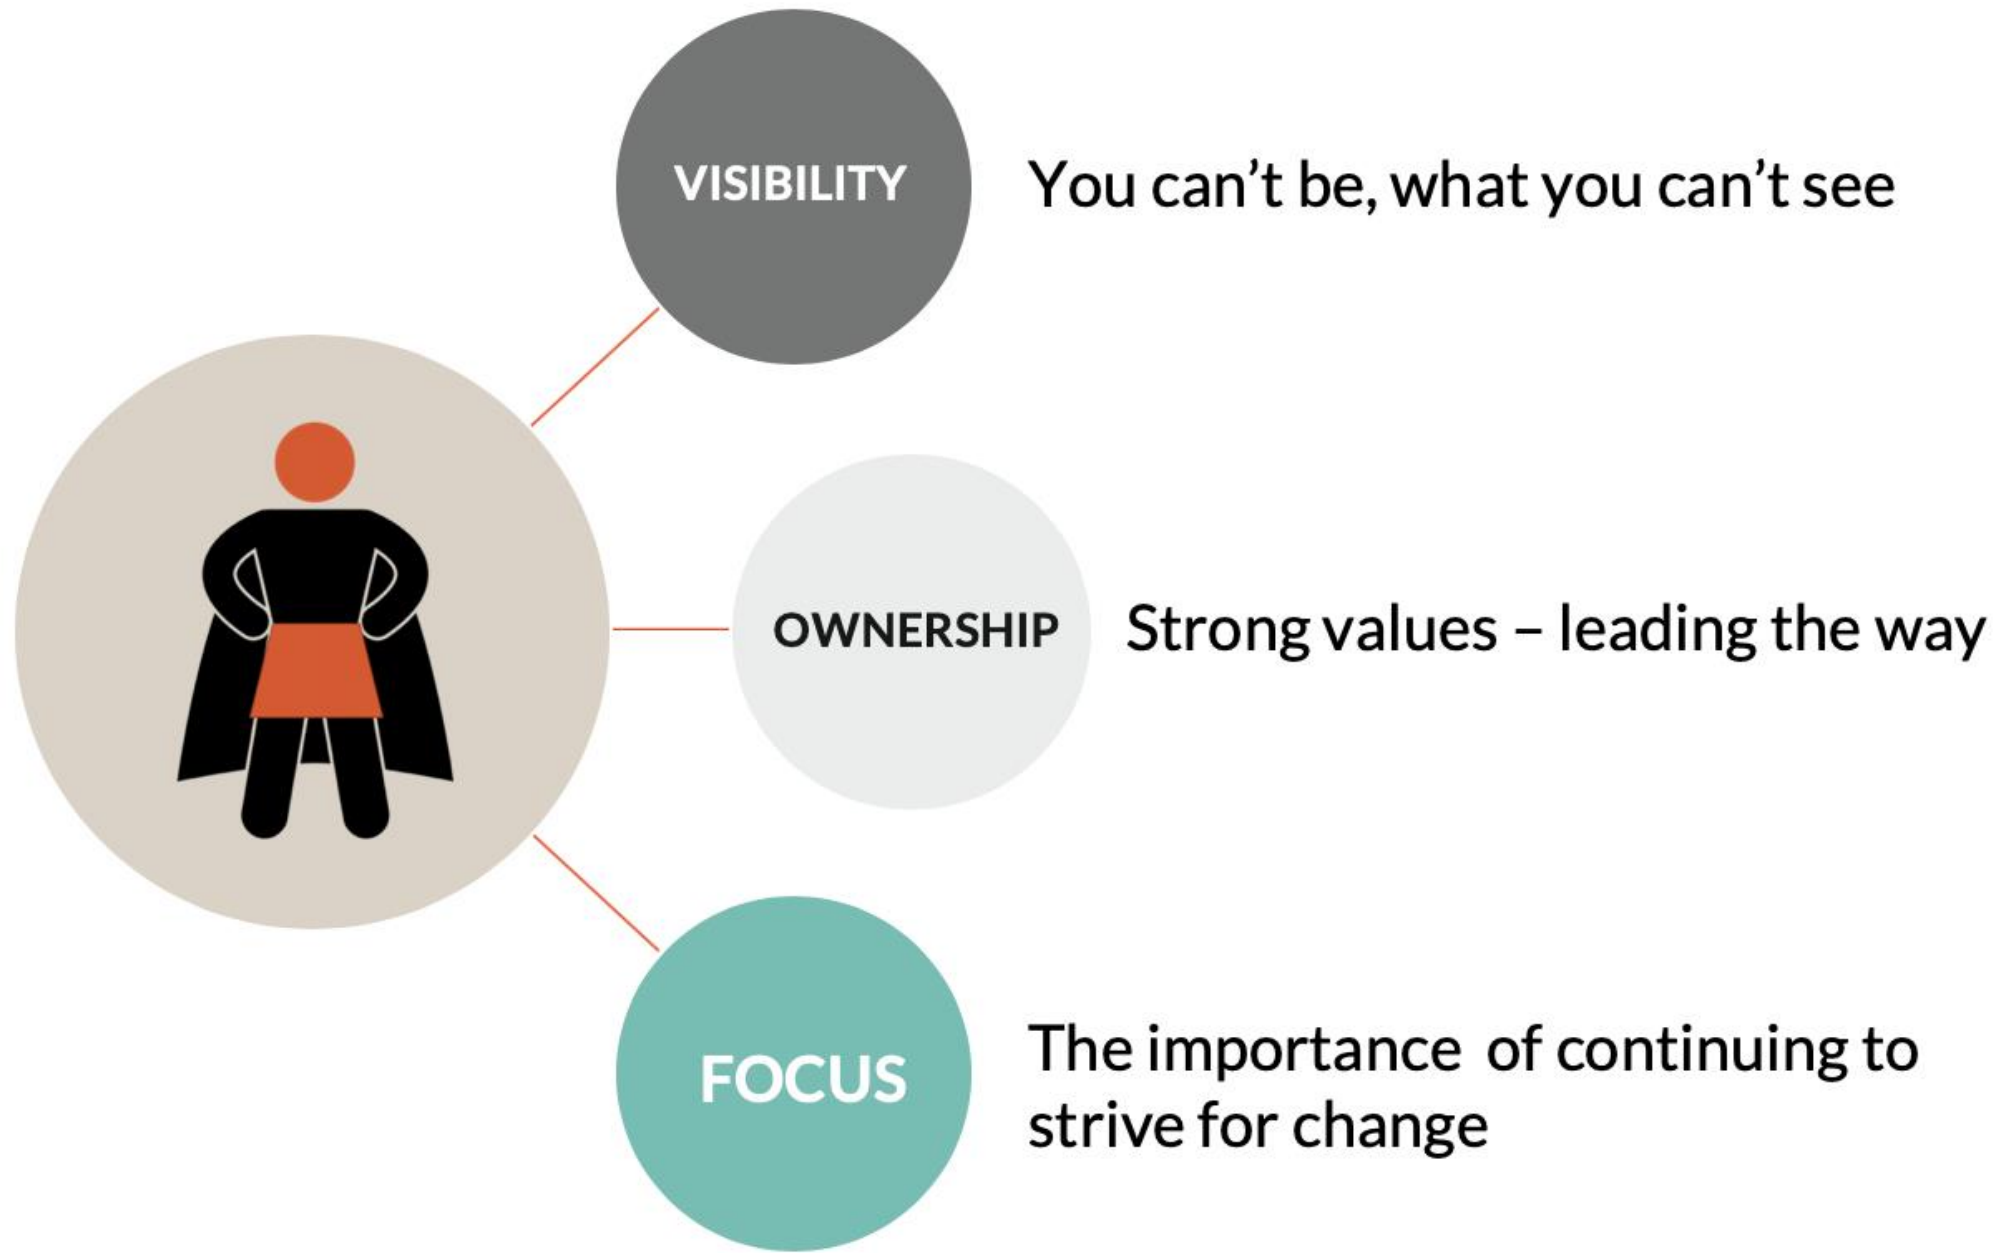 VISIBILITY
You can’t be, what you can’t see
OWNERSHIP
Strong values – leading the way
FOCUS
The importance of continuing to
strive for change